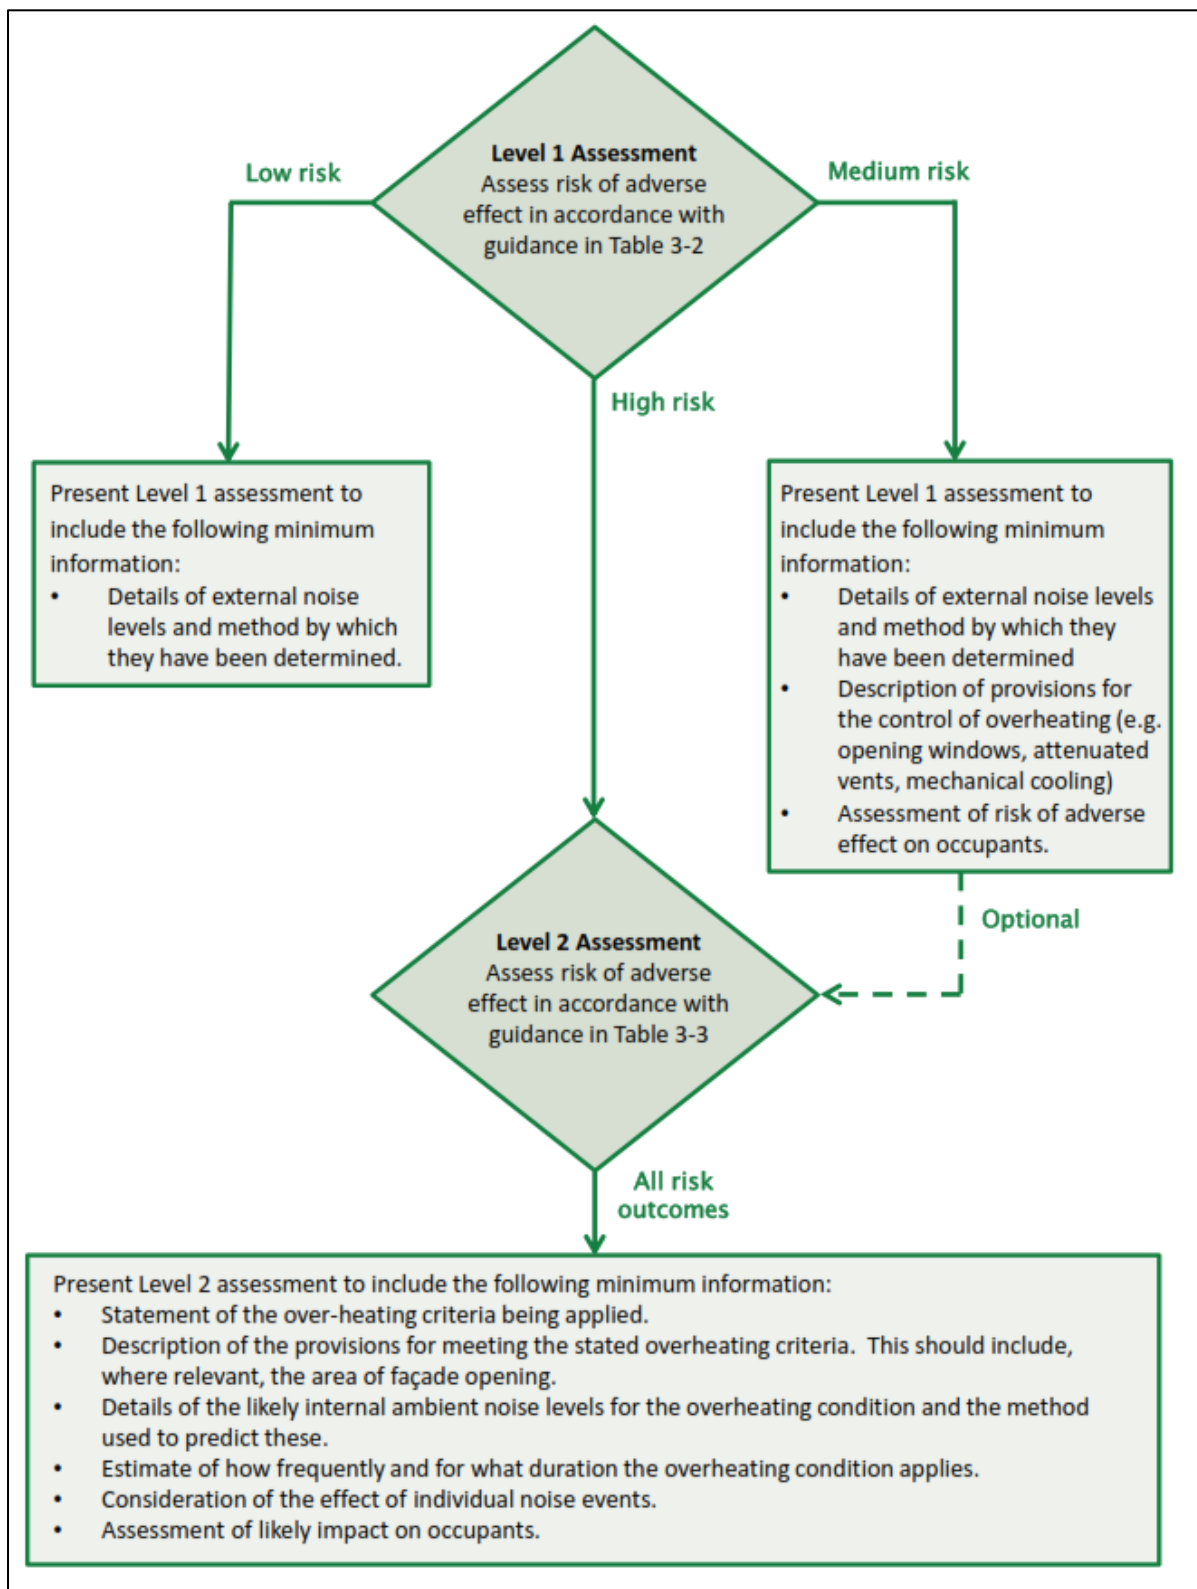 Level 1 Assessment
Assess risk of adverse
effect in accordance with
guidance in Table 3-2
Low risk
Medium risk
High risk
Present Level 1 assessment to
include the following minimum
information:
• Details of external noise
levels and method by which
they have been determined.
Present Level 1 assessment to
include the following minimum
information:
• Details of external noise levels
and method by which they
have been determined
• Description of provisions for
the control of overheating (e.g.
opening windows, attenuated
vents, mechanical cooling)
• Assessment of risk of adverse
effect on occupants.
Optional
Level 2 Assessment
Assess risk of adverse
effect in accordance with
guidance in Table 3-3
All risk
outcomes
Present Level 2 assessment to include the following minimum information:
• Statement of the over-heating criteria being applied.
• Description of the provisions for meeting the stated overheating criteria.  This should include,
where relevant, the area of façade opening.
• Details of the likely internal ambient noise levels for the overheating condition and the method
used to predict these.
• Estimate of how frequently and for what duration the overheating condition applies.
• Consideration of the effect of individual noise events.
• Assessment of likely impact on occupants.